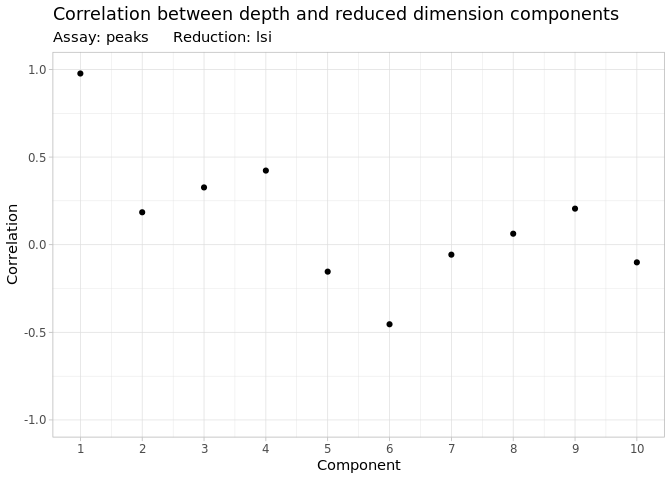 Correlation between depth and reduced dimension components
Assay: peaks Reduction: lsi
1.0
0.5
0.0
-0.5
-1.0
Correlation
1 2 3 4 5 6 7 8 9 10
Component